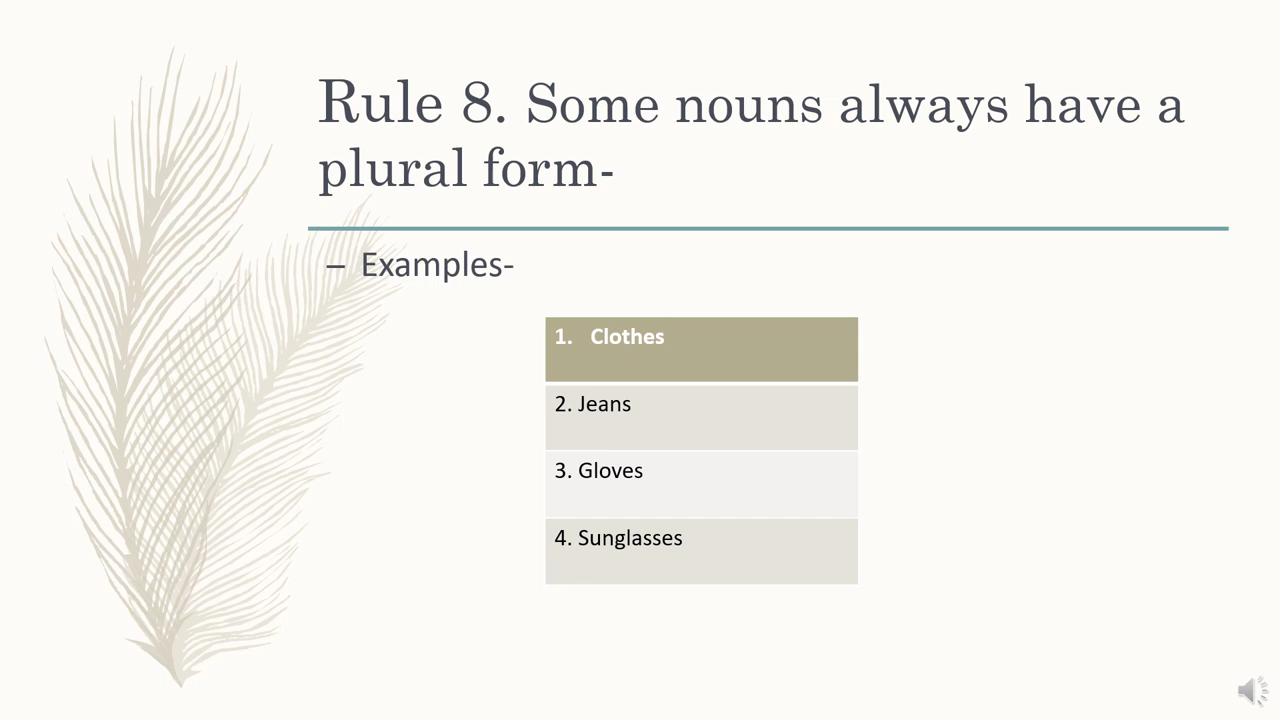 Rule 8. Some nouns always have a
plural form-
– Examples-
1. Clothes
2. Jeans
3. Gloves
4. Sunglasses